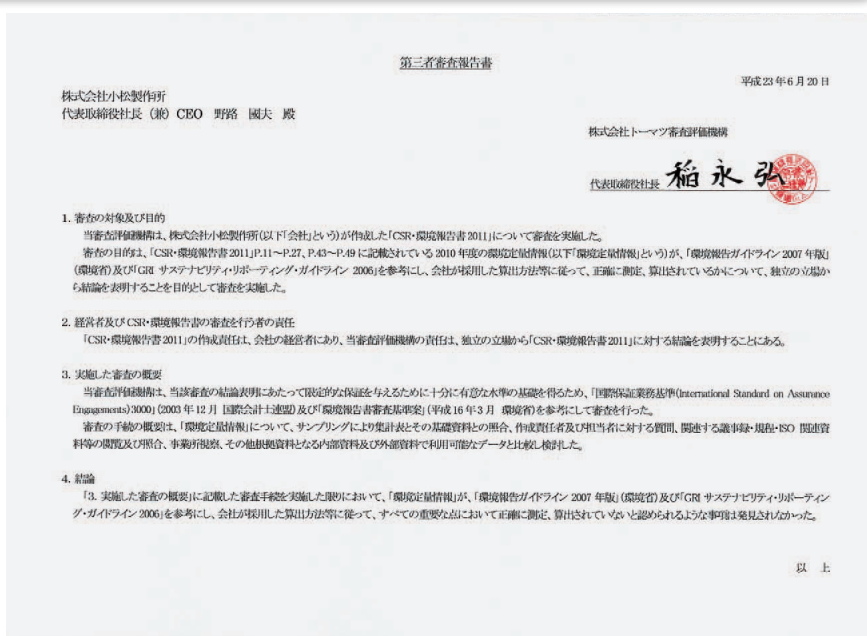 第三者審査報告書
平成23年6月20日
株式会社小松製作所
代表取締役社長（兼）CEO　野路　國夫　殿
株式会社トーマツ審査評価機構
代表取締役社長 稲永弘
1. 審査の対象及び目的
当審査評価機構は、株式会社小松製作所(以下「会社」という)が作成した「CSR・環境報告書2011」について審査を実施した。
審査の目的は、「CSR・環境報告書2011」P.11～P.27、P.43～P.49に記載されている2010年度の環境定量情報(以下「環境定量情報」という)が、「環境報告ガイドライン2007年版」
(環境省)及び「GRI サステナビリティ・リポーティング・ガイドライン 2006」を参考にし、会社が採用した算出方法等に従って、正確に測定、算出されているかについて、独立の立場か
ら結論を表明することを目的として審査を実施した。
2. 経営者及びCSR・環境報告書の審査を行う者の責任
「CSR・環境報告書2011」の作成責任は、会社の経営者にあり、当審査評価機構の責任は、独立の立場から「CSR・環境報告書2011」に対する結論を表明することにある。
3. 実施した審査の概要
当審査評価機構は、当該審査の結論表明にあたって限定的な保証を与えるために十分に有意な水準の基礎を得るため、「国際保証業務基準(International Standard on Assurance
Engagements)3000」(2003年12月 国際会計士連盟)及び「環境報告書審査基準案」(平成16年3月 環境省)を参考にして審査を行った。
審査の手続の概要は、「環境定量情報」について、サンプリングにより集計表とその基礎資料との照合、作成責任者及び担当者に対する質問、関連する議事録・規程・ISO 関連資
料等の閲覧及び照合、事業所視察、その他根拠資料となる内部資料及び外部資料で利用可能なデータと比較し検討した。
4. 結論
「3. 実施した審査の概要」に記載した審査手続を実施した限りにおいて、「環境定量情報」が、「環境報告ガイドライン 2007年版」(環境省)及び「GRI サステナビリティ・リポーティン
グ・ガイドライン 2006」を参考にし、会社が採用した算出方法等に従って、すべての重要な点において正確に測定、算出されていないと認められるような事項は発見されなかった。
以　上